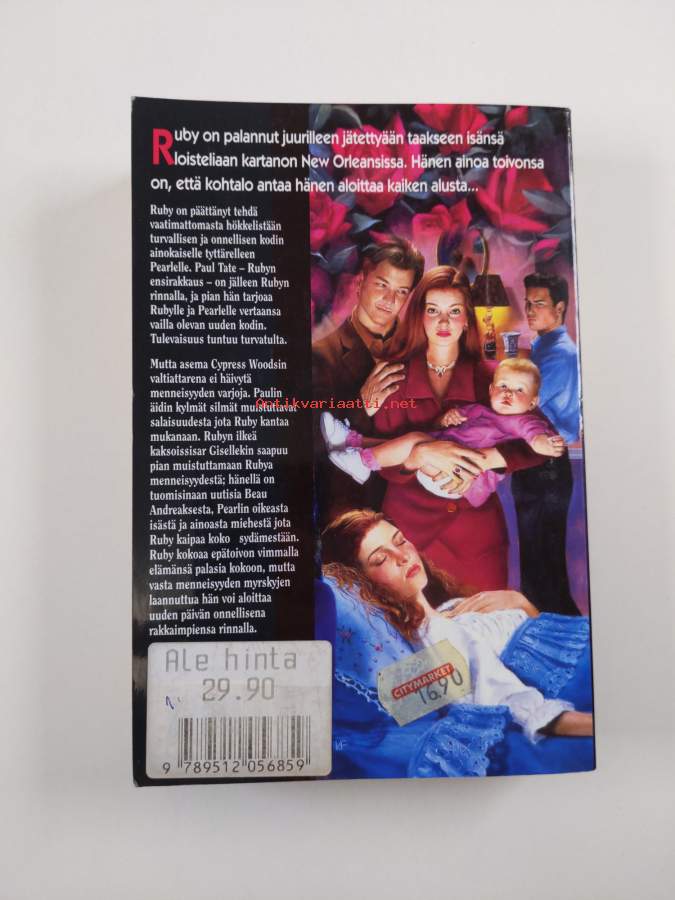 Ruby on palannut juurilleen jätettyään taakseen isänsä
loisteliaan kartanon New Orleansissa. Hänen ainoa toivonsa
on, että kohtalo antaa hänen aloittaa kaiken alusta...
Ruby on päättänyt tehdä
vaatimattomasta hökkelistään
turvallisen ja onnellisen kodin
ainokaiselle tyttärelleen
Pearlelle. Paul Tate – Rubyn
ensirakkaus – on jälleen Rubyn
rinnalla, ja pian hän tarjoaa
Rubylle ja Pearlelle vertaansa
vailla olevan uuden kodin.
Tulevaisuus tuntuu turvatulta.
Mutta asema Cypress Woodsin
valtiattarena ei häivytä
menneisyyden varjoja. Paulin
äidin kylmät silmät muistuttavat
salaisuudesta jota Ruby kantaa
mukanaan. Rubyn ilkeä
kaksoissisar Gisellekin saapuu
pian muistuttamaan Rubya
menneisyydestä; hänellä on
tuomisinaan uutisia Beau
Andreaksesta, Pearlin oikeasta
isästä ja ainoasta miehestä jota
Ruby kaipaa koko sydämestään.
Ruby kokoaa epätoivon vimmalla
elämänsä palasia kokoon, mutta
vasta menneisyyden myrskyjen
laannuttua hän voi aloittaa
uuden päivän onnellisena
rakkaimpiensa rinnalla.
Antikvariaatti.net
Ale hinta
29.90
9 789512 056859
CITYMARKET
16.90